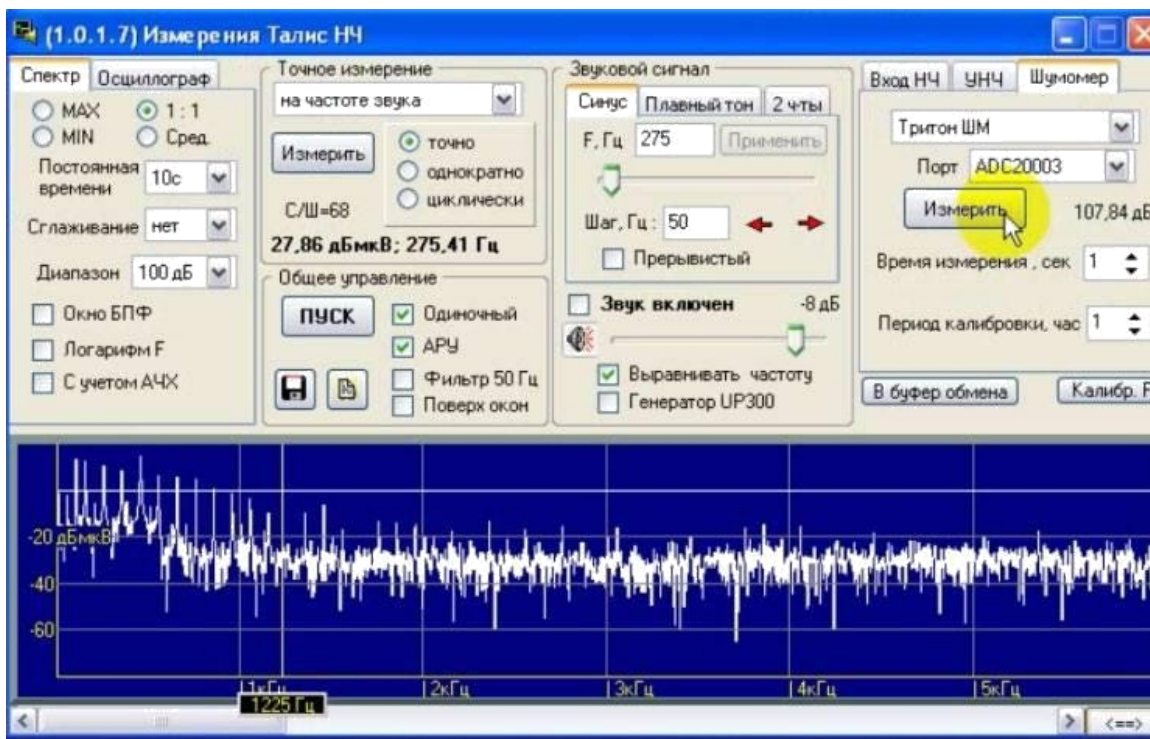 (1.0.1.7) Измерения Талис НЧ
Спектр Осциллограф
MAX 1 : 1
MIN Сред.
Постоянная времени 10с
Сглаживание нет
Диапазон 100 дБ
Окно БПФ
Логарифм F
С учетом АЧХ
Точное измерение
на частоте звука
Измерить
точно
однократно
циклически
С/Ш=68
27,86 дБмкВ; 275,41 Гц
Общее управление
ПУСК
Одиночный
АРУ
Фильтр 50 Гц
Поверх окон
Звуковой сигнал
Синус Плавный тон 2 ч-ты
F, Гц 275 Применить
Шаг, Гц : 50
Прерывистый
Звук включен -8 дБ
Выравнивать частоту
Генератор UP300
Вход НЧ УНЧ Шумомер
Тритон ШМ
Порт ADC20003
Измерить 107,84 дБ
Время измерения , сек 1
Период калибровки, час 1
В буфер обмена Калибр. F
-20 дБмкВ
-40
-60
1кГц 2кГц 3кГц 4кГц 5кГц
1225 Гц
<==>